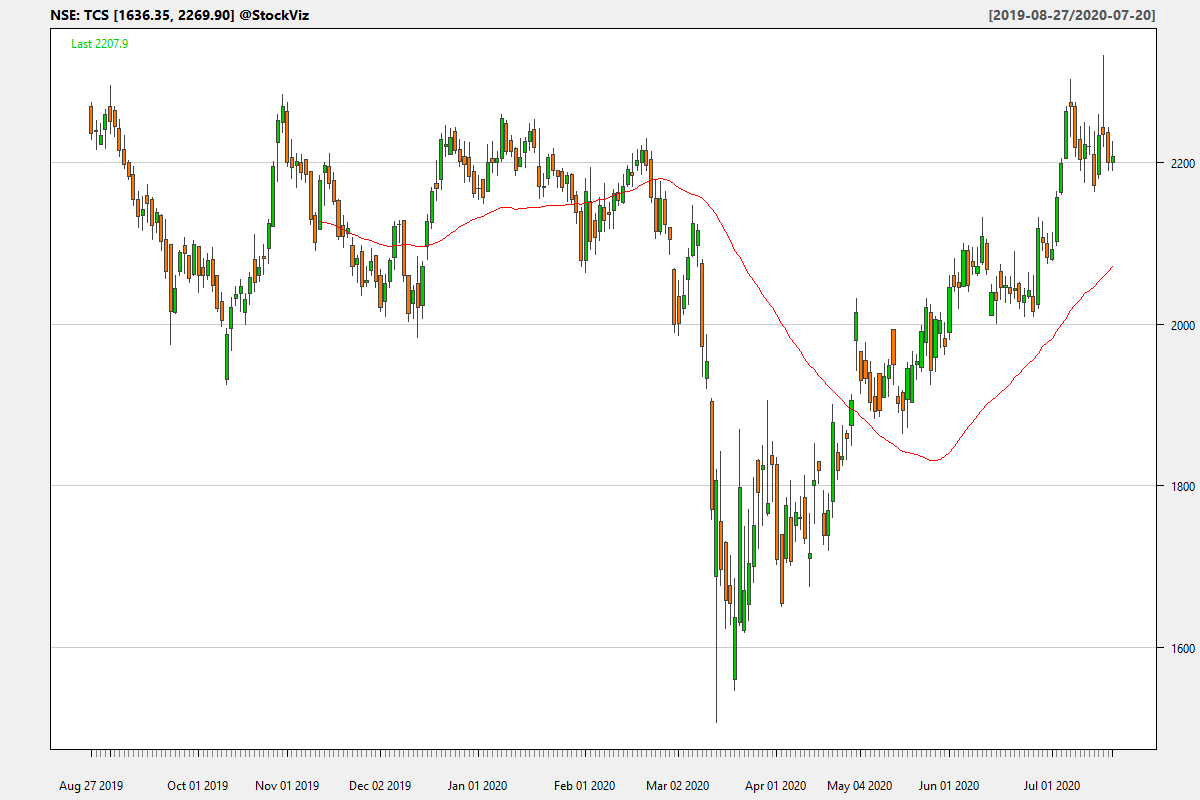 NSE: TCS [1636.35, 2269.90] @StockViz [2019-08-27/2020-07-20]
Last 2207.9
2200
2000
1800
1600
Aug 27 2019 Oct 01 2019 Nov 01 2019 Dec 02 2019 Jan 01 2020 Feb 01 2020 Mar 02 2020 Apr 01 2020 May 04 2020 Jun 01 2020 Jul 01 2020